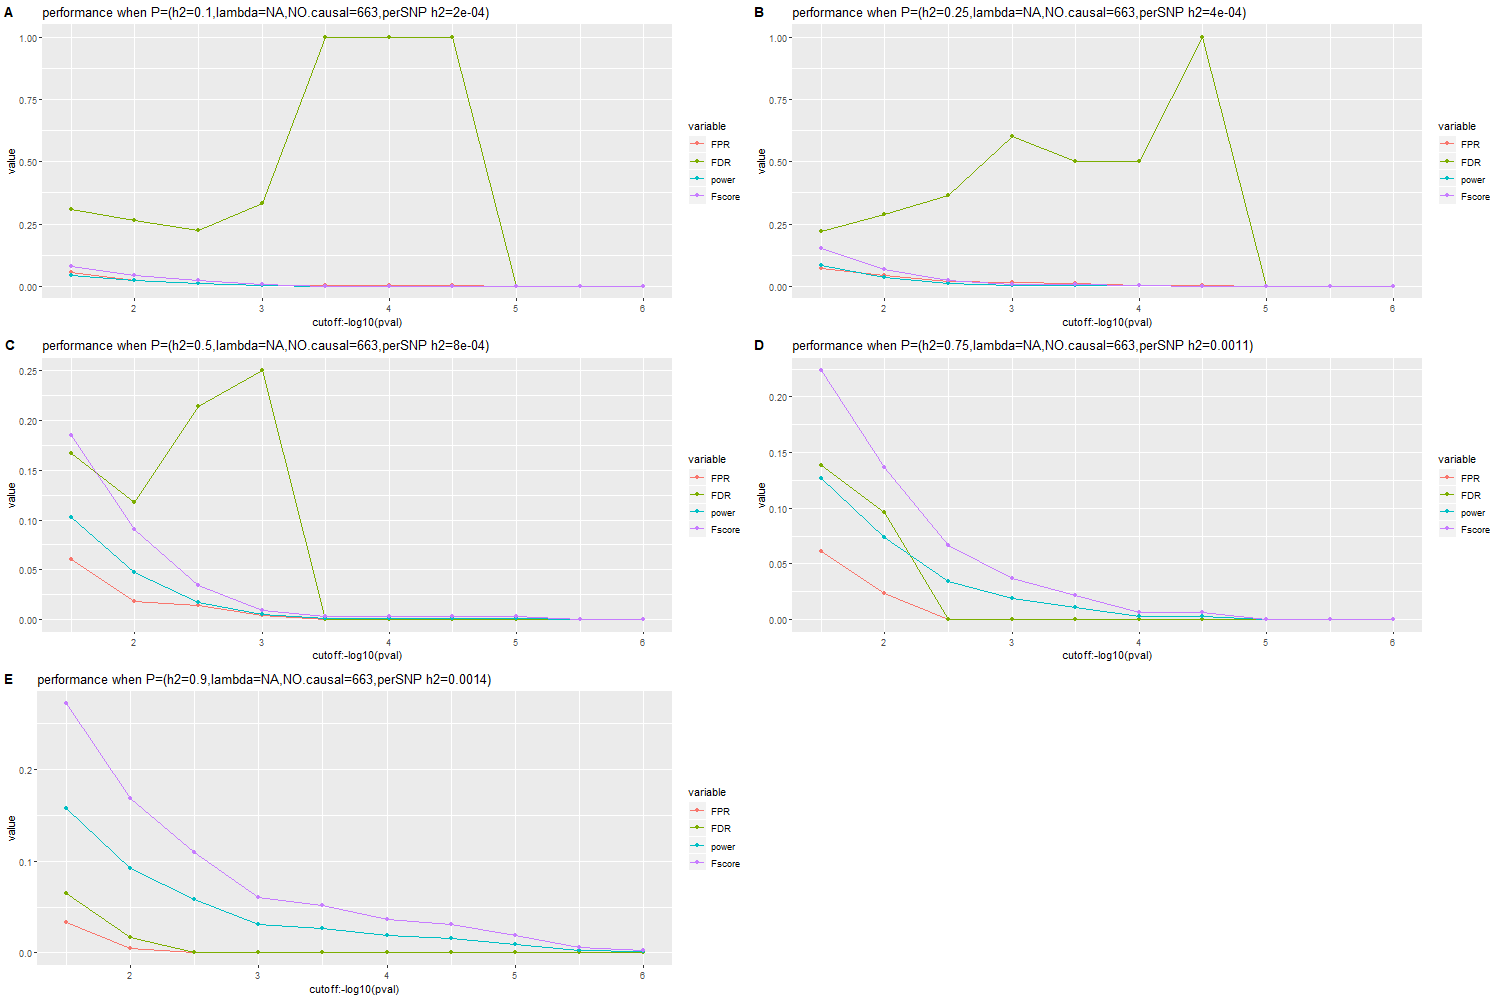 A performance when P=(h2=0.1,lambda=NA,NO.causal=663,perSNP h2=2e-04)
1.00
0.75
0.50
0.25
0.00
value
2 3 4 5 6
cutoff:-log10(pval)
variable
FPR
FDR
power
Fscore
B performance when P=(h2=0.25,lambda=NA,NO.causal=663,perSNP h2=4e-04)
1.00
0.75
0.50
0.25
0.00
value
2 3 4 5 6
cutoff:-log10(pval)
variable
FPR
FDR
power
Fscore
C performance when P=(h2=0.5,lambda=NA,NO.causal=663,perSNP h2=8e-04)
0.25
0.20
0.15
0.10
0.05
0.00
value
2 3 4 5 6
cutoff:-log10(pval)
variable
FPR
FDR
power
Fscore
D performance when P=(h2=0.75,lambda=NA,NO.causal=663,perSNP h2=0.0011)
0.20
0.15
0.10
0.05
0.00
value
2 3 4 5 6
cutoff:-log10(pval)
variable
FPR
FDR
power
Fscore
E performance when P=(h2=0.9,lambda=NA,NO.causal=663,perSNP h2=0.0014)
0.2
0.1
0.0
value
2 3 4 5 6
cutoff:-log10(pval)
variable
FPR
FDR
power
Fscore